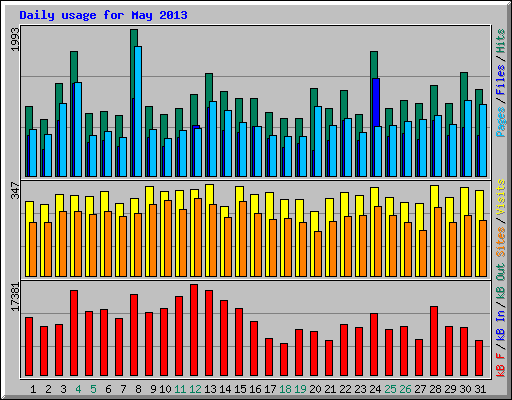 Daily usage for May 2013
1993
Pages / Files / Hits
347
Sites / Visits
17381
kB F / kB In / kB Out
1 2 3 4 5 6 7 8 9 10 11 12 13 14 15 16 17 18 19 20 21 22 23 24 25 26 27 28 29 30 31